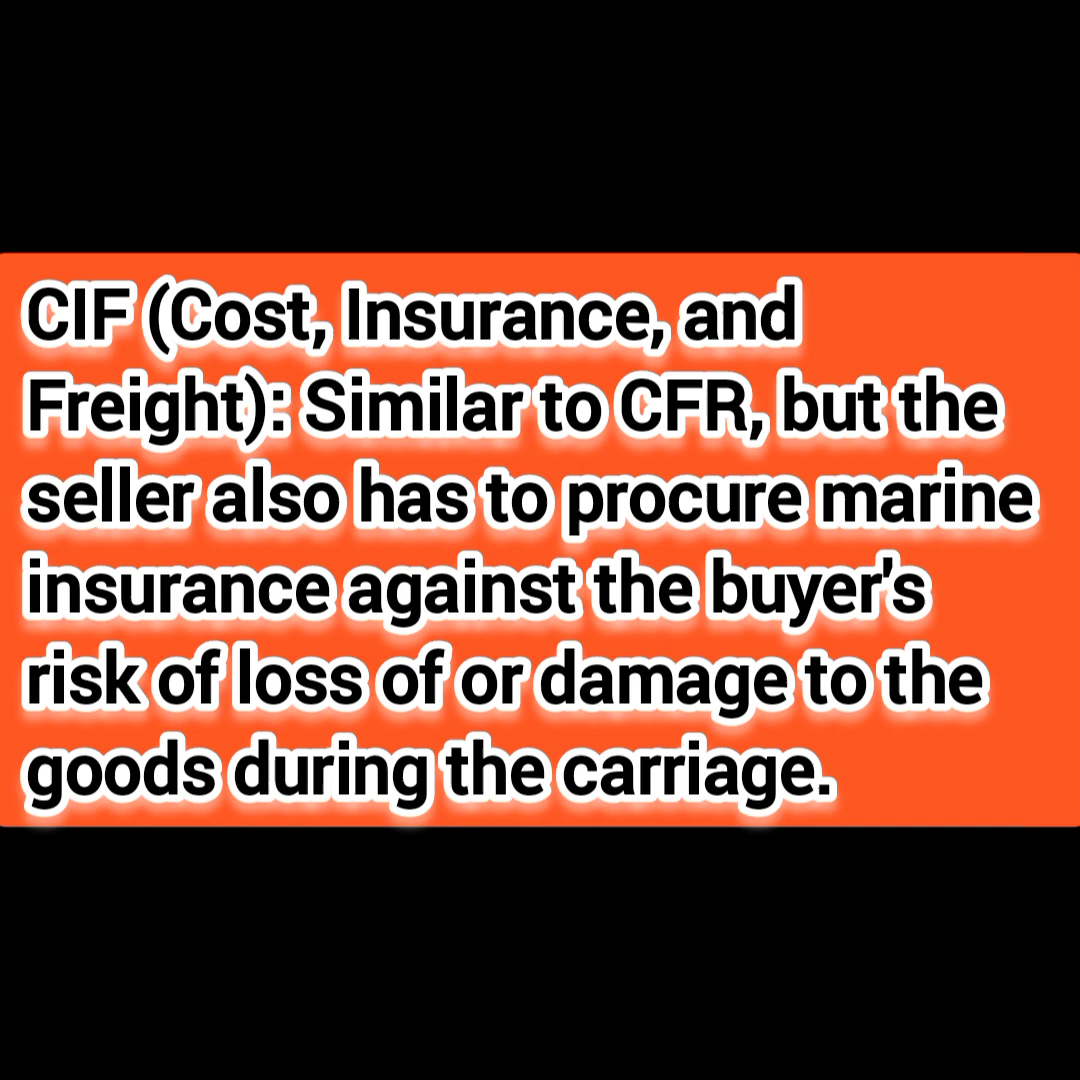 CIF (Cost, Insurance, and
Freight): Similar to CFR, but the
seller also has to procure marine
insurance against the buyer's
risk of loss of or damage to the
goods during the carriage.